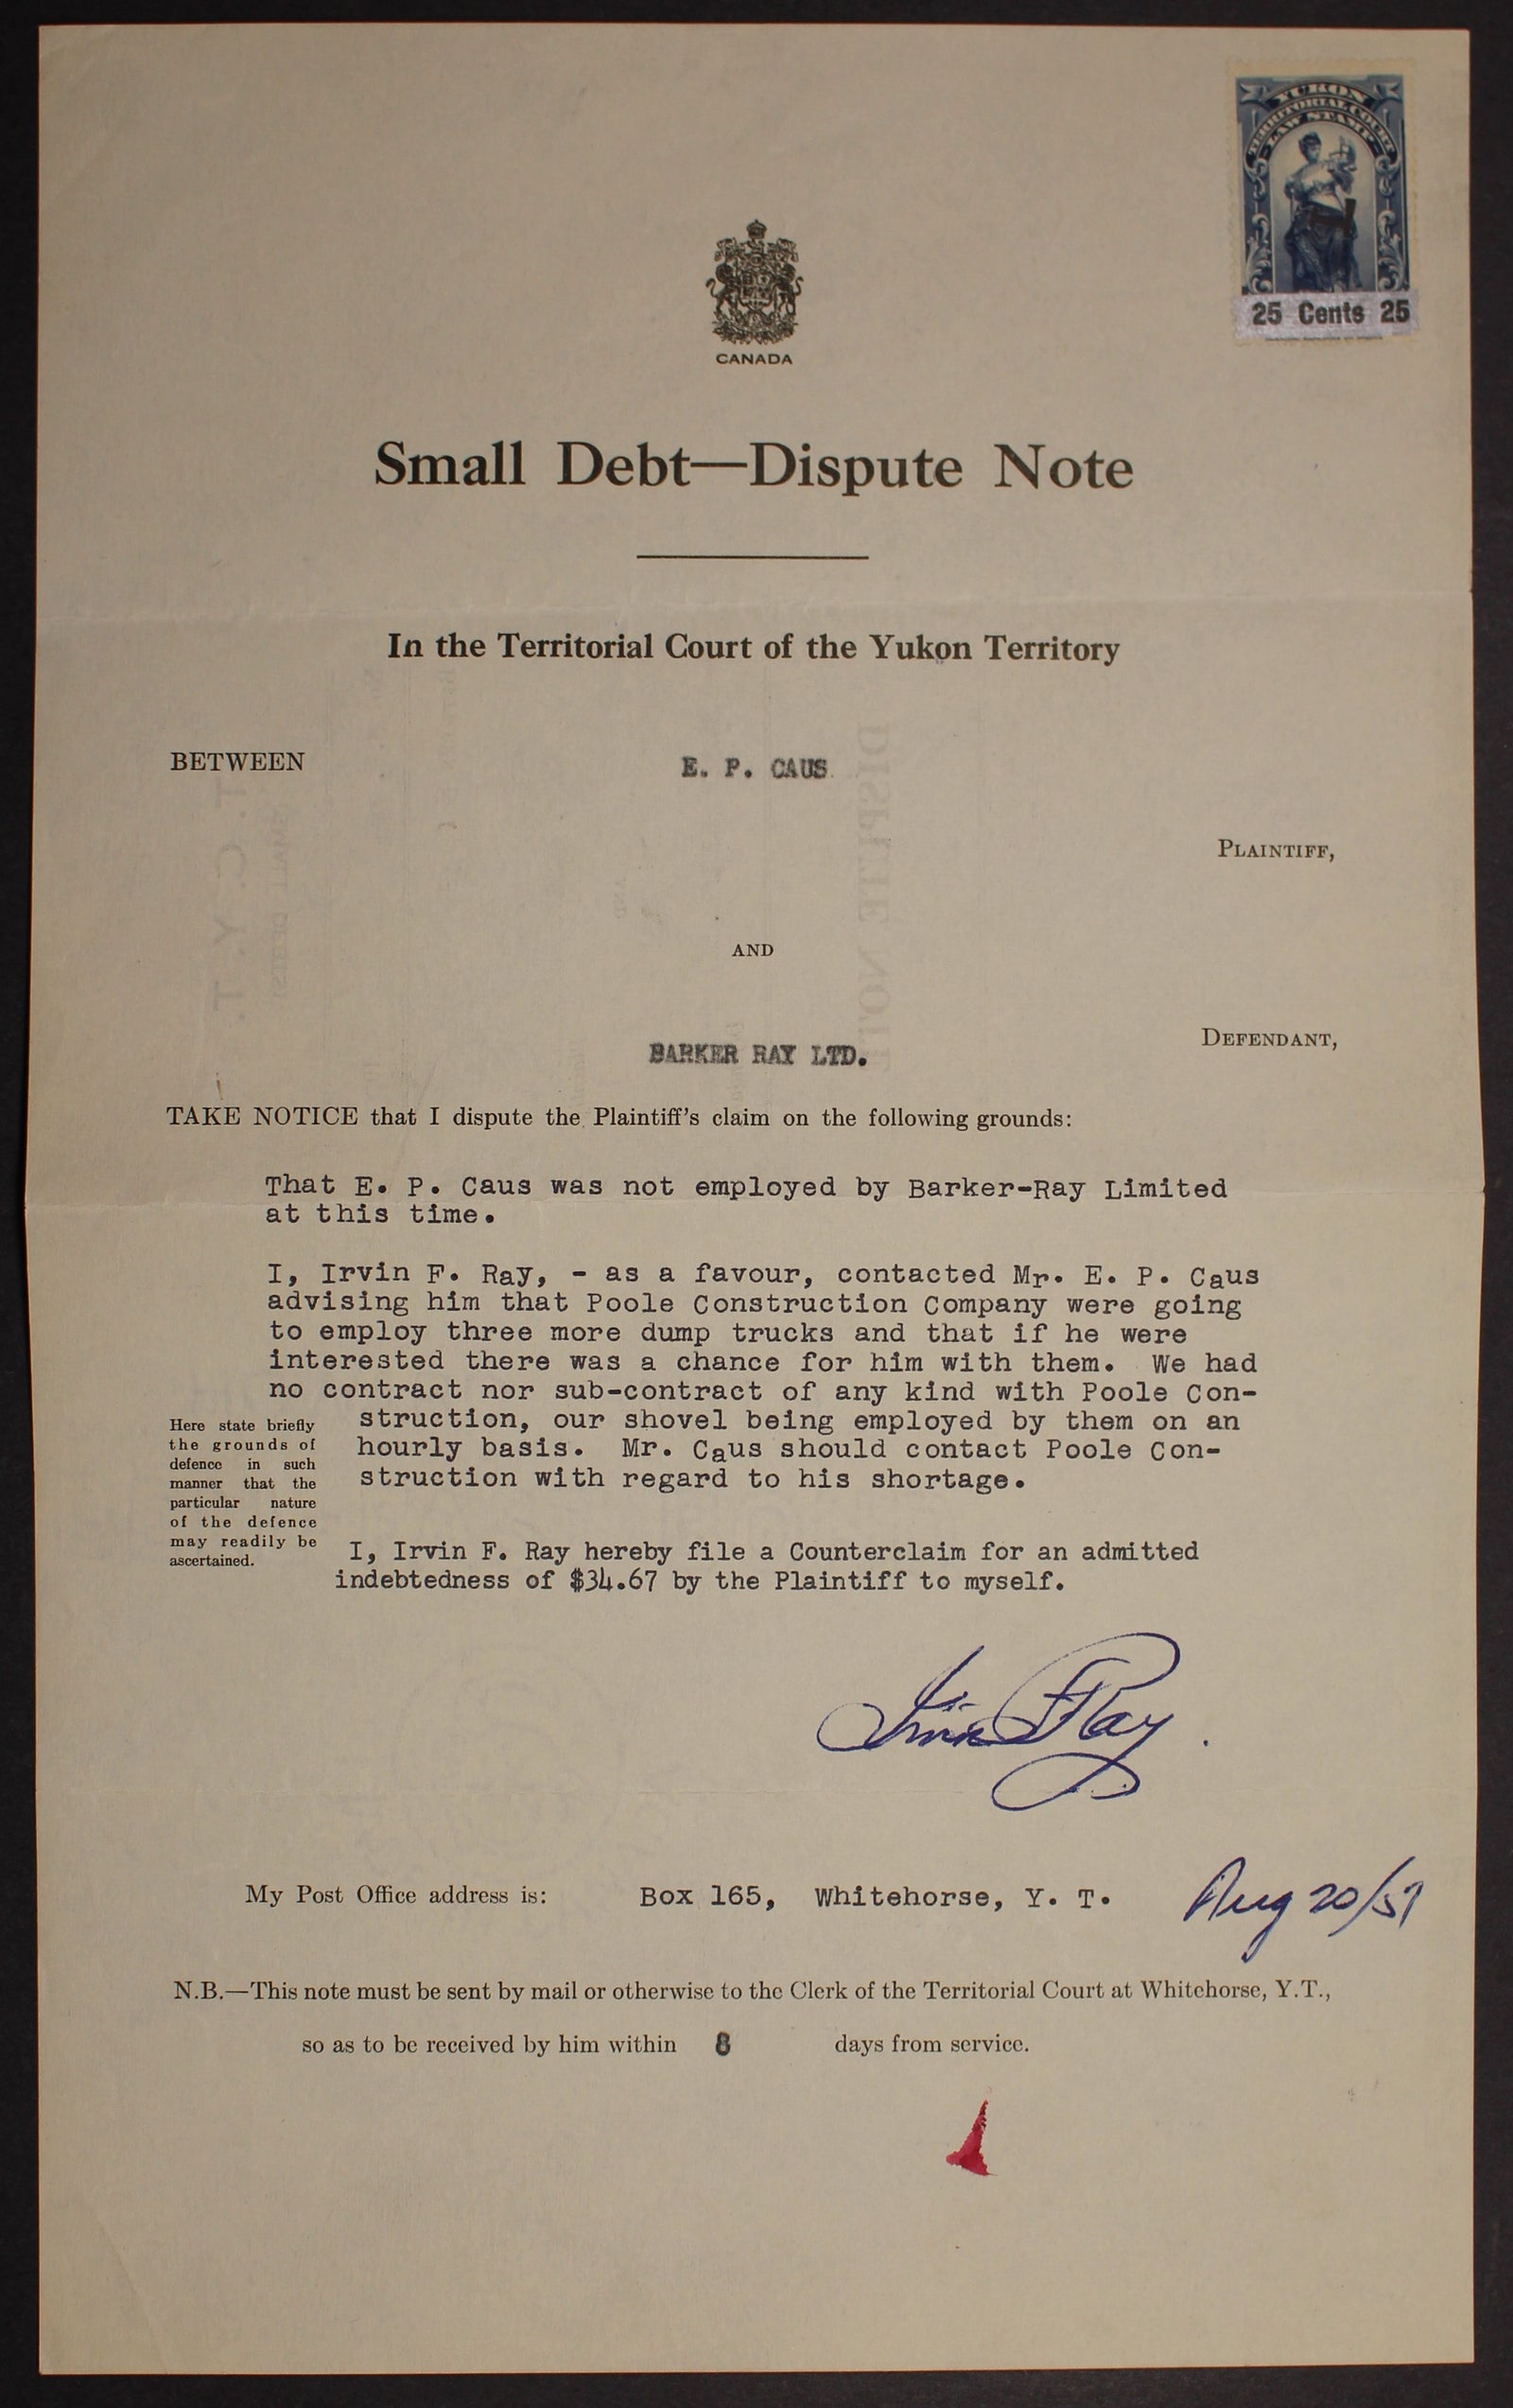 YUKON
TERRITORIAL COURT
LAW STAMP
25 Cents 25
CANADA
Small Debt—Dispute Note
In the Territorial Court of the Yukon Territory
BETWEEN
E. P. CAUS
PLAINTIFF,
AND
DEFENDANT,
BARKER RAY LTD.
TAKE NOTICE that I dispute the Plaintiff's claim on the following grounds:
That E. P. Caus was not employed by Barker-Ray Limited
at this time.
I, Irvin F. Ray, - as a favour, contacted Mr. E. P. Caus
advising him that Poole Construction Company were going
to employ three more dump trucks and that if he were
interested there was a chance for him with them. We had
no contract nor sub-contract of any kind with Poole Con-
struction, our shovel being employed by them on an
hourly basis. Mr. Caus should contact Poole Con-
struction with regard to his shortage.
Here state briefly
the grounds of
defence in such
manner that the
particular nature
of the defence
may readily be
ascertained.
I, Irvin F. Ray hereby file a Counterclaim for an admitted
indebtedness of $34.67 by the Plaintiff to myself.
Irvin F Ray.
My Post Office address is: Box 165, Whitehorse, Y. T. Aug 20/57
N.B.—This note must be sent by mail or otherwise to the Clerk of the Territorial Court at Whitehorse, Y.T.,
so as to be received by him within 8 days from service.